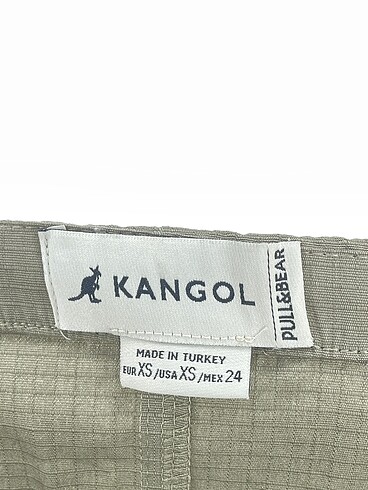 KANGOL
PULL&BEAR
MADE IN TURKEY
EUR XS/USA XS/MEX 24